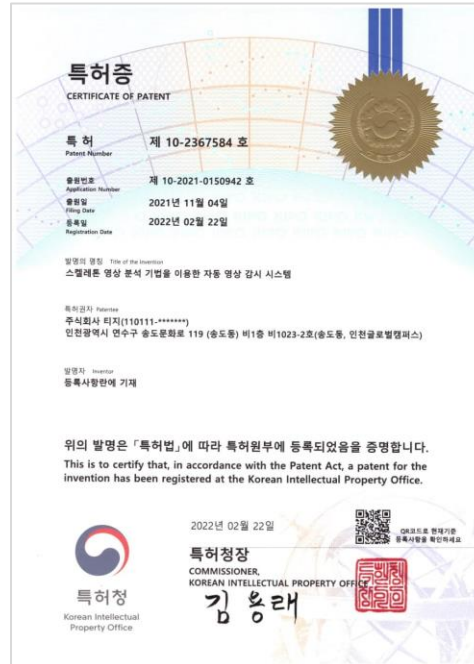 특허증
CERTIFICATE OF PATENT
특 허 제 10-2367584 호
Patent Number
출원번호 제 10-2021-0150942 호
Application Number
출원일 2021년 11월 04일
Filing Date
등록일 2022년 02월 22일
Registration Date
발명의 명칭 Title of the Invention
스켈레톤 영상 분석 기법을 이용한 자동 영상 감시 시스템
특허권자 Patentee
주식회사 티지(110111-*******)
인천광역시 연수구 송도문화로 119 (송도동) 비1층 비1023-2호(송도동, 인천글로벌캠퍼스)
발명자 Inventor
등록사항란에 기재
위의 발명은 「특허법」에 따라 특허원부에 등록되었음을 증명합니다.
This is to certify that, in accordance with the Patent Act, a patent for the
invention has been registered at the Korean Intellectual Property Office.
2022년 02월 22일
QR코드로 현재기준
등록사항을 확인하세요
특허청장
COMMISSIONER,
KOREAN INTELLECTUAL PROPERTY OFFICE
김용래
특허청
Korean Intellectual
Property Office